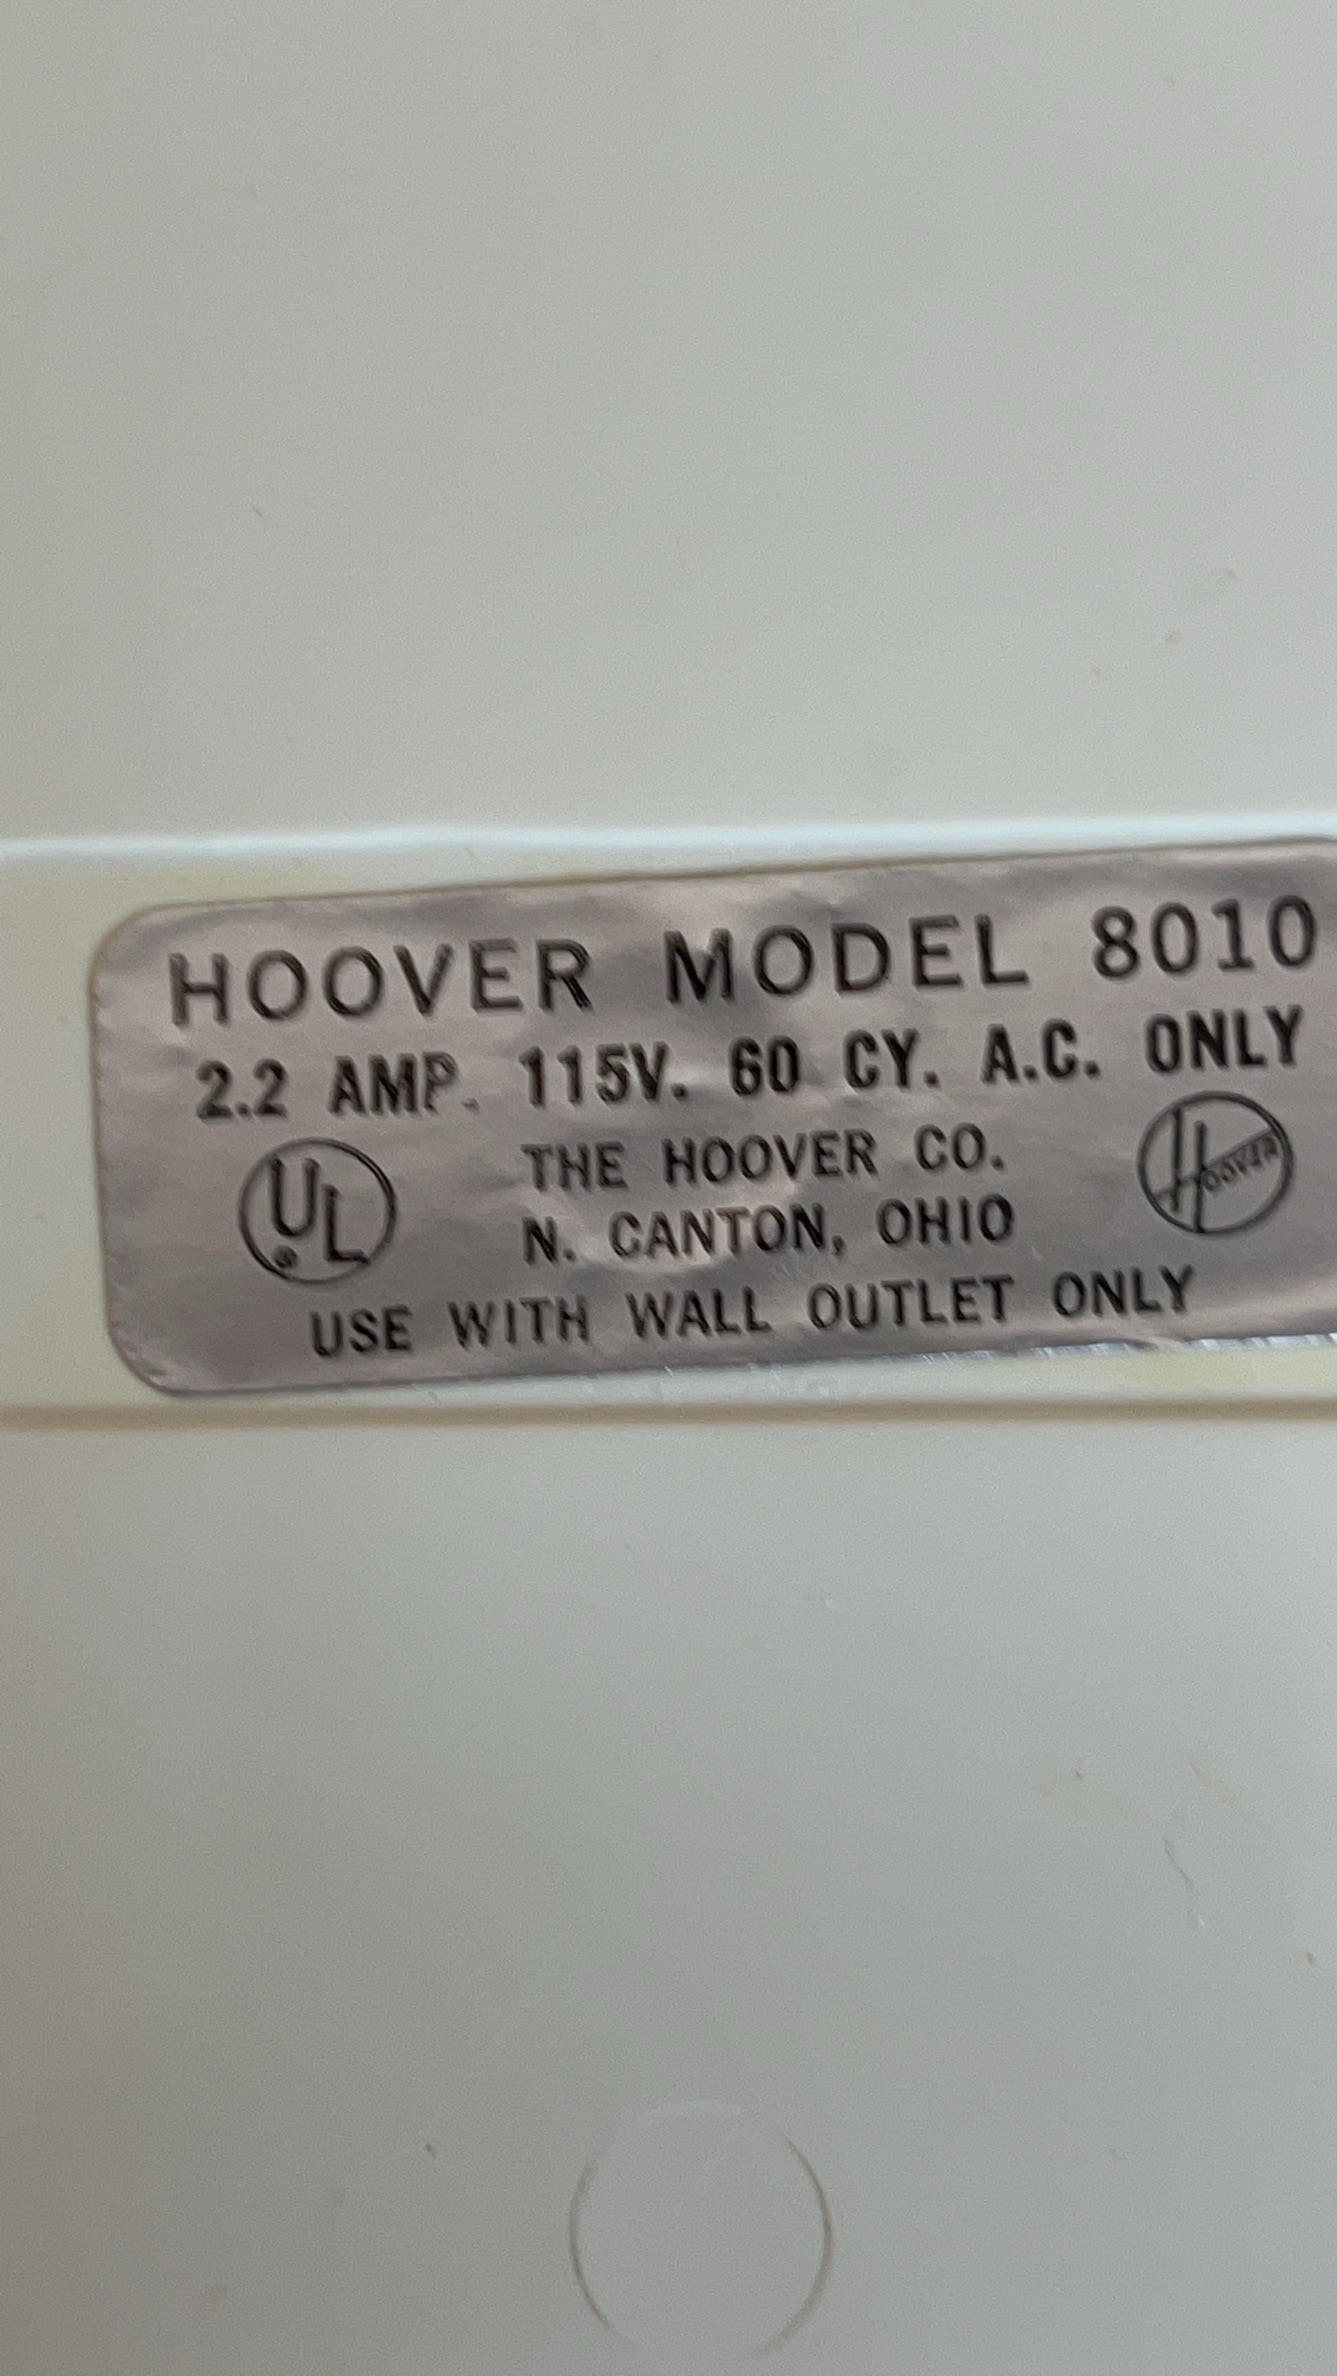 HOOVER MODEL 8010
2.2 AMP. 115V. 60 CY. A.C. ONLY
UL
®
THE HOOVER CO.
N. CANTON, OHIO
HOOVER
USE WITH WALL OUTLET ONLY